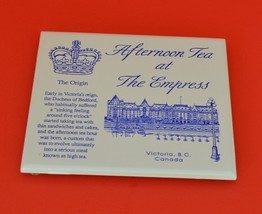 Afternoon Tea
at
The Empress
The Origin
Early in Victoria's reign,
the Duchess of Bedford,
who habitually suffered
a "sinking feeling
around five o'clock"
started taking tea with
thin sandwiches and cakes,
and the afternoon tea hour
was born, a custom that
was to evolve ultimately
into a serious meal
known as high tea.
Victoria, B.C.
Canada